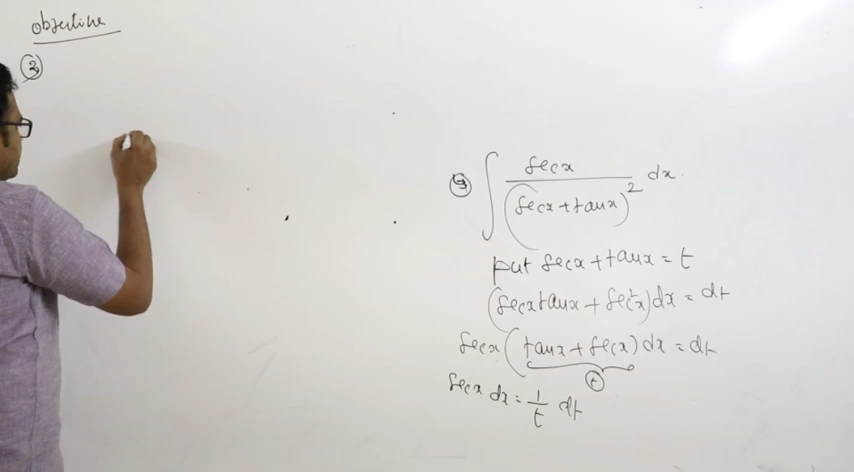 objective
②
③ ∫ secx / (secx + tanx)² dx.
put secx + tanx = t
(secxtanx + sec²x)dx = dt
secx (tanx + secx) dx = dt
t
secx dx = 1/t dt